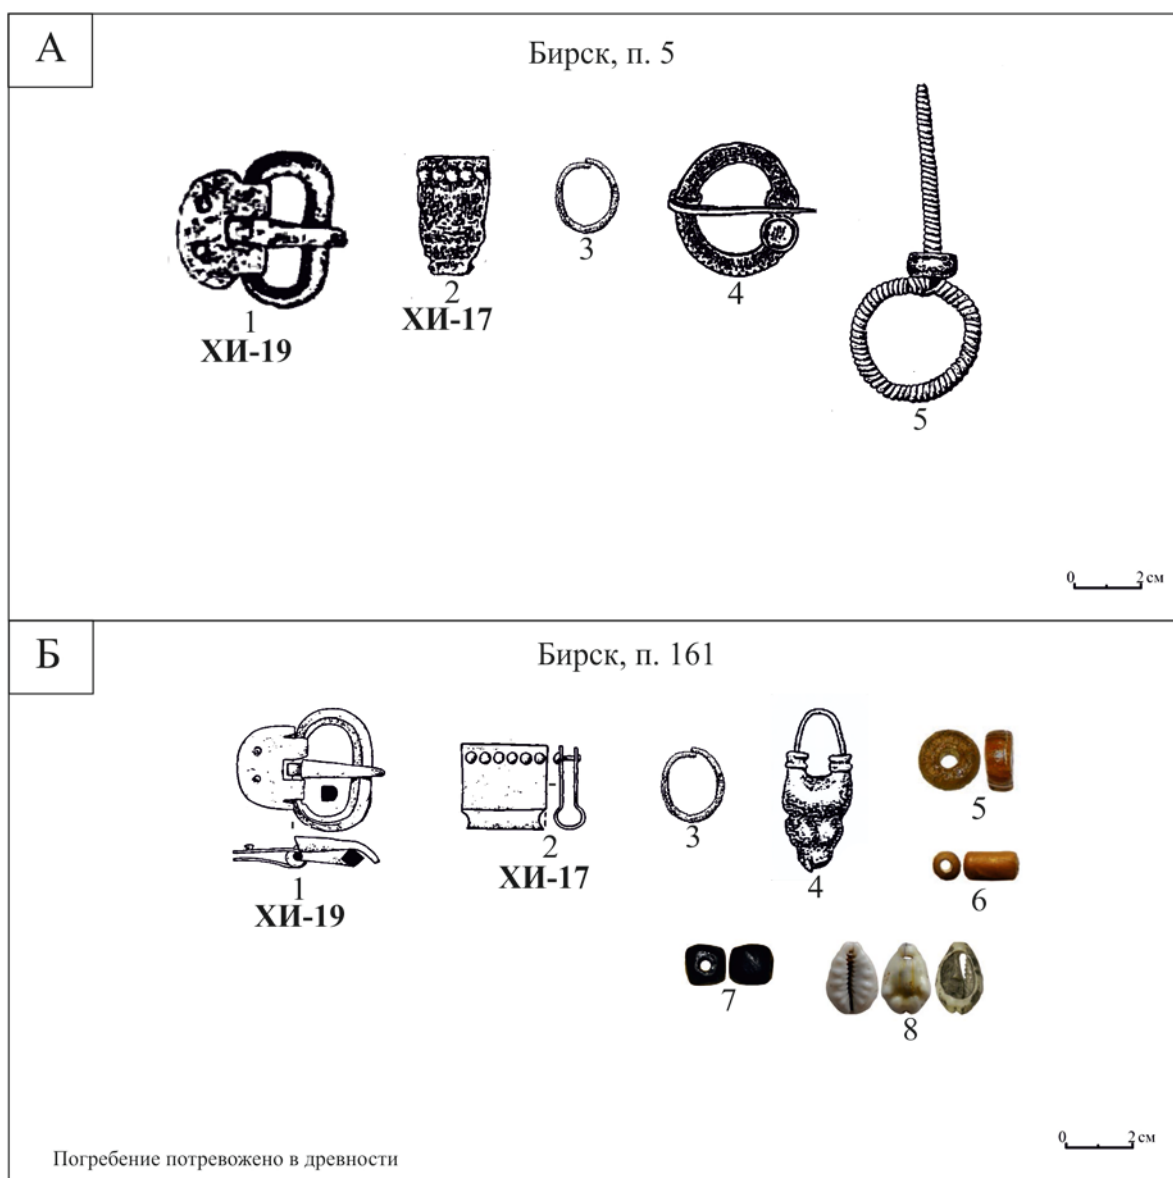 А
Бирск, п. 5
1
ХИ-19
2
ХИ-17
3
4
5
0 2 см
Б
Бирск, п. 161
1
ХИ-19
2
ХИ-17
3
4
5
6
7
8
0 2 см
Погребение потревожено в древности